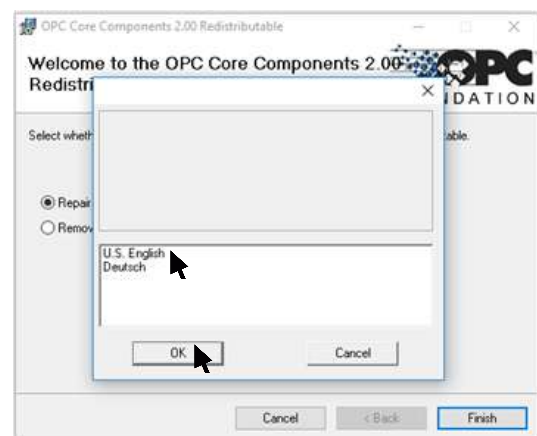 OPC Core Components 2.00 Redistributable
Welcome to the OPC Core Components 2.00
Redistri
OPC
DATION
Select wheth
table.
Repair
Remov
U.S. English
Deutsch
OK
Cancel
Cancel
< Back
Finish